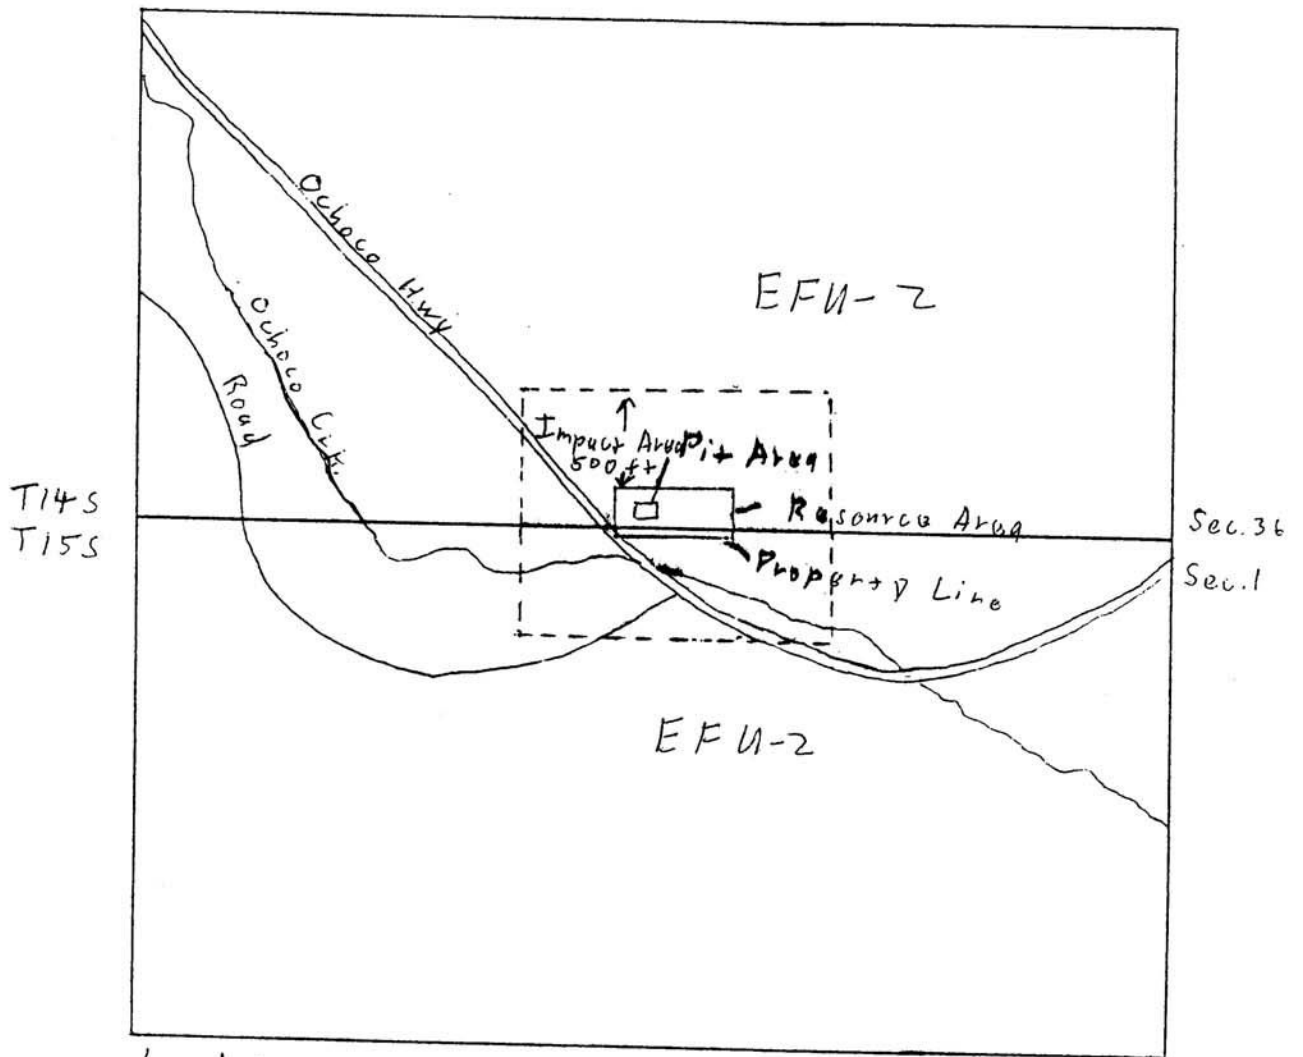 Ochoco Hwy
EFU-2
Ochoco Crk.
Road
Impact Area
500 ft
Pit Area
T14S
T15S
Resource Area
Sec. 36
Sec. 1
Property Line
EFU-2